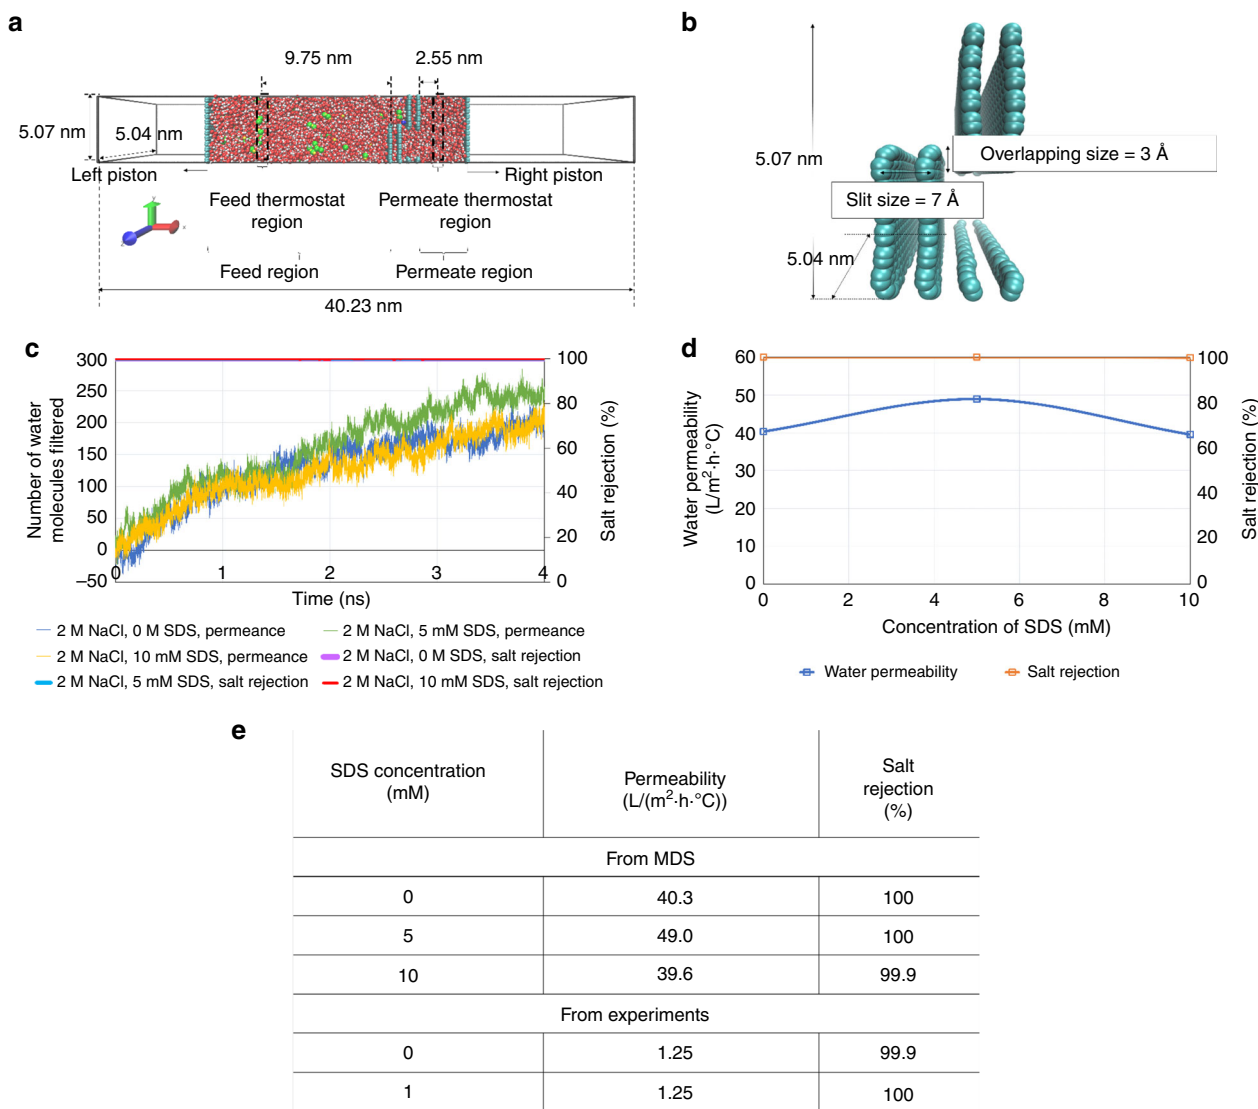 a
9.75 nm
2.55 nm
5.07 nm
5.04 nm
Left piston
Right piston
Feed thermostat
region
Permeate thermostat
region
Feed region
Permeate region
40.23 nm
b
5.07 nm
Overlapping size = 3 Å
Slit size = 7 Å
5.04 nm
c
Number of water
molecules filtered
300
250
200
150
100
50
0
–50
0
1
2
3
4
Time (ns)
100
80
60
40
20
0
Salt rejection (%)
2 M NaCl, 0 M SDS, permeance
2 M NaCl, 5 mM SDS, permeance
2 M NaCl, 10 mM SDS, permeance
2 M NaCl, 0 M SDS, salt rejection
2 M NaCl, 5 mM SDS, salt rejection
2 M NaCl, 10 mM SDS, salt rejection
d
Water permeability
(L/m²·h·°C)
60
50
40
30
20
10
0
0
2
4
6
8
10
Concentration of SDS (mM)
100
80
60
40
20
0
Salt rejection (%)
Water permeability
Salt rejection
e
SDS concentration
(mM)
Permeability
(L/(m²·h·°C))
Salt
rejection
(%)
From MDS
0 40.3 100
5 49.0 100
10 39.6 99.9
From experiments
0 1.25 99.9
1 1.25 100